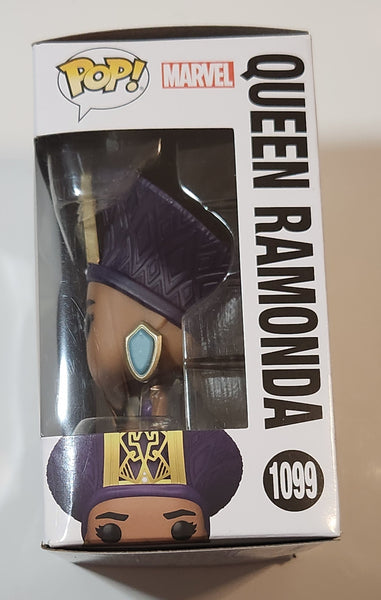 POP!
MARVEL
QUEEN RAMONDA
1099